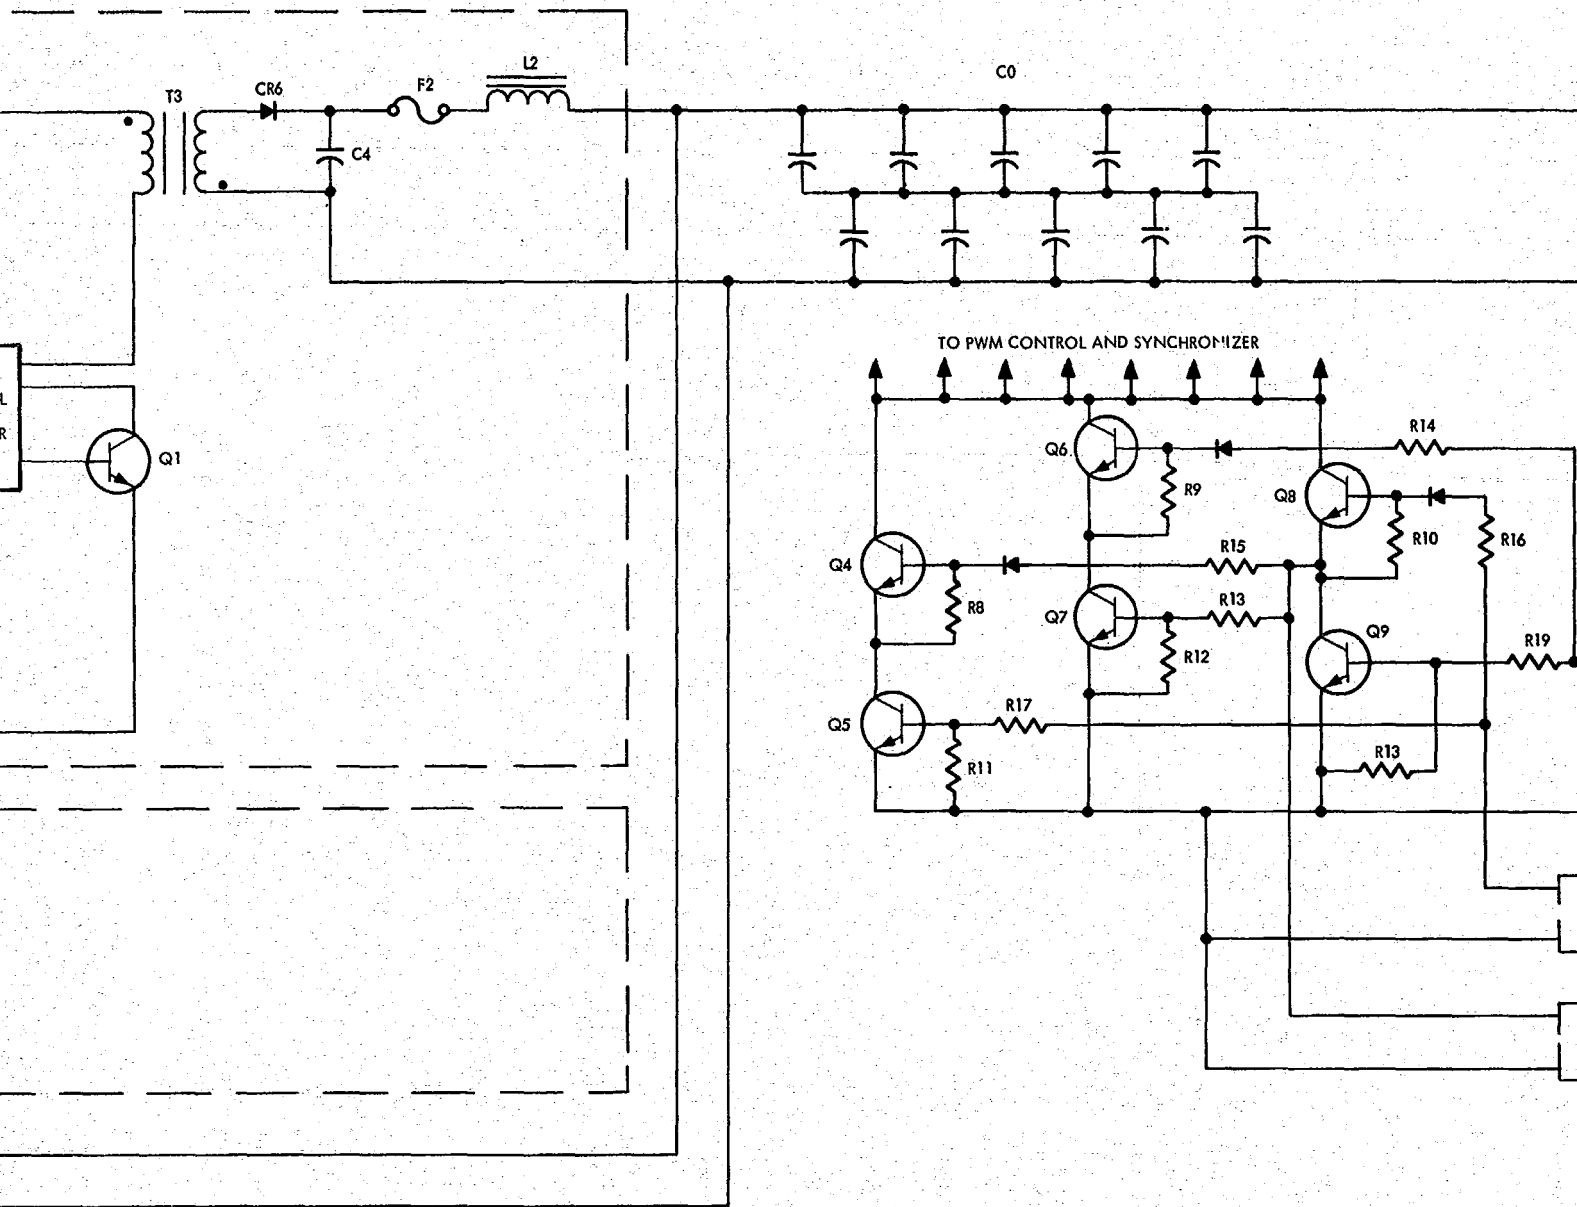 L2
C0
F2
CR6
T3
C4
TO PWM CONTROL AND SYNCHRONIZER
L
R
Q1
R14
Q6
R9
Q8
R10
R16
R15
Q4
R8
R13
Q7
R12
Q9
R19
R17
Q5
R11
R13